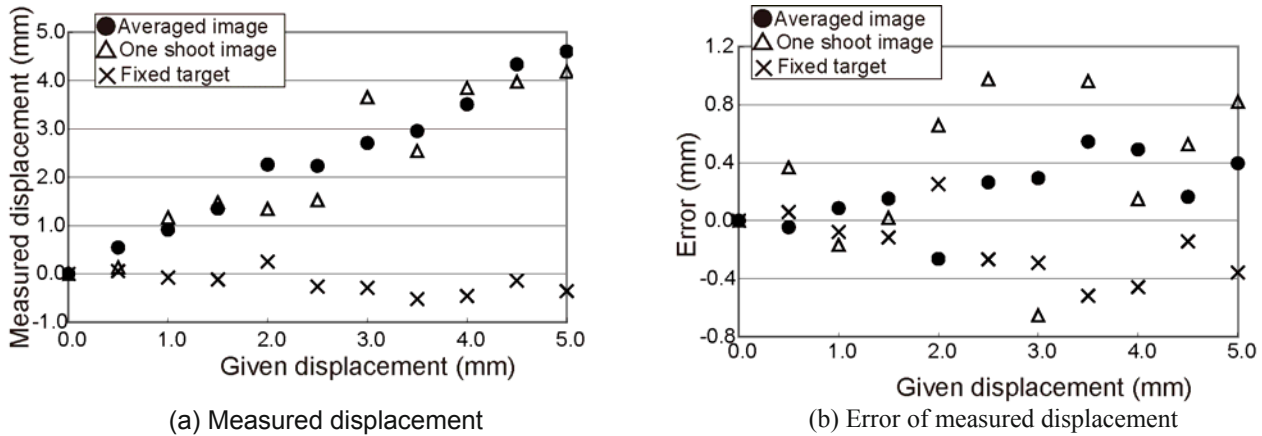 Averaged image
One shoot image
Fixed target
Measured displacement (mm)
5.0
4.0
3.0
2.0
1.0
0.0
-1.0
0.0 1.0 2.0 3.0 4.0 5.0
Given displacement (mm)
(a) Measured displacement
Averaged image
One shoot image
Fixed target
Error (mm)
1.2
0.8
0.4
0.0
-0.4
-0.8
0.0 1.0 2.0 3.0 4.0 5.0
Given displacement (mm)
(b) Error of measured displacement